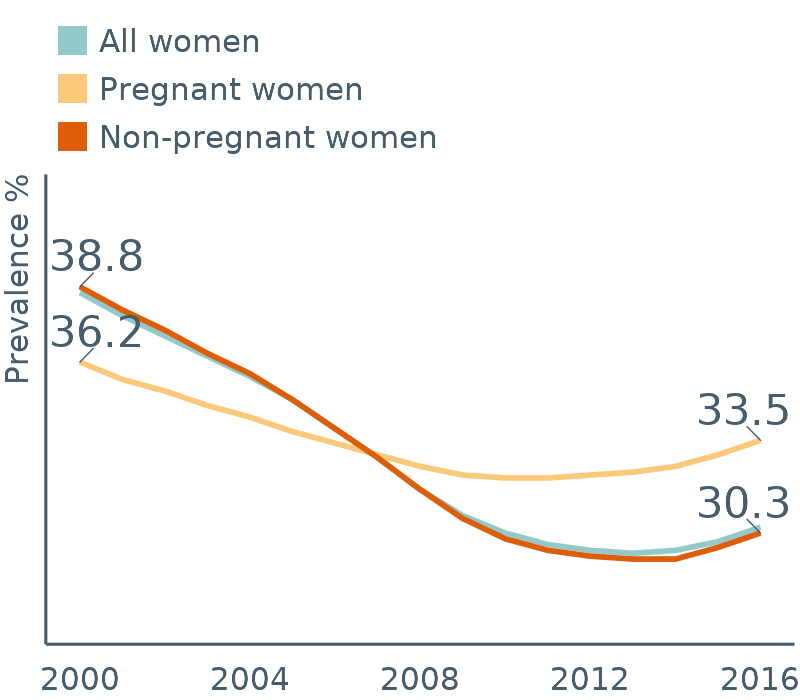 All women
Pregnant women
Non-pregnant women
Prevalence %
38.8
36.2
33.5
30.3
2000 2004 2008 2012 2016